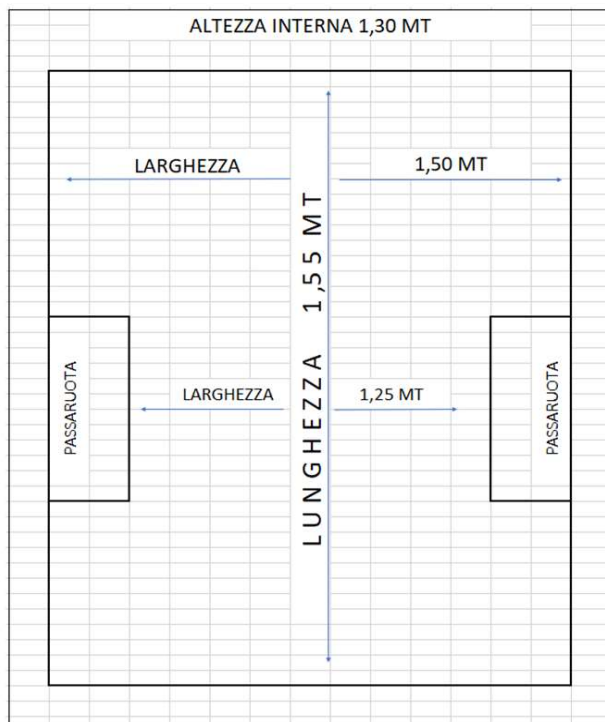 ALTEZZA INTERNA 1,30 MT
LARGHEZZA 1,50 MT
LUNGHEZZA 1,55 MT
PASSARUOTA
LARGHEZZA 1,25 MT
PASSARUOTA